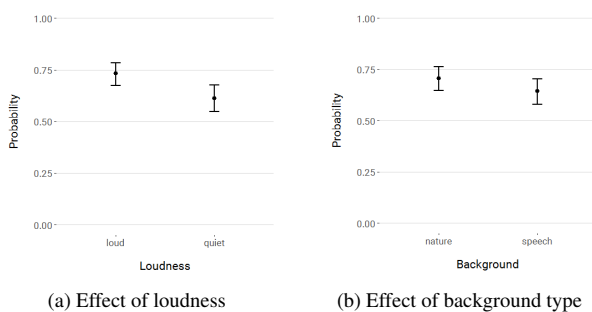 1.00
0.75
0.50
0.25
0.00
Probability
loud quiet
Loudness
(a) Effect of loudness
1.00
0.75
0.50
0.25
0.00
Probability
nature speech
Background
(b) Effect of background type